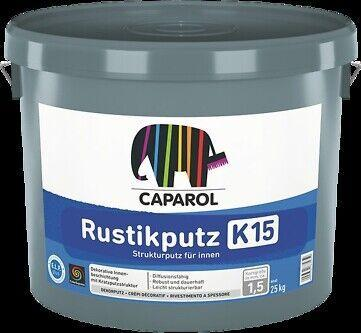 CAPAROL
Rustikputz K15
Strukturputz für innen
E.L.F.
Dekorative Innen-
beschichtung
mit Kratzputzstruktur
Diffusionsfähig
Robust und dauerhaft
Leicht strukturierbar
1,5
25 kg
DEKORPUTZ • CRÉPI DÉCORATIF • RIVESTIMENTO A SPESSORE